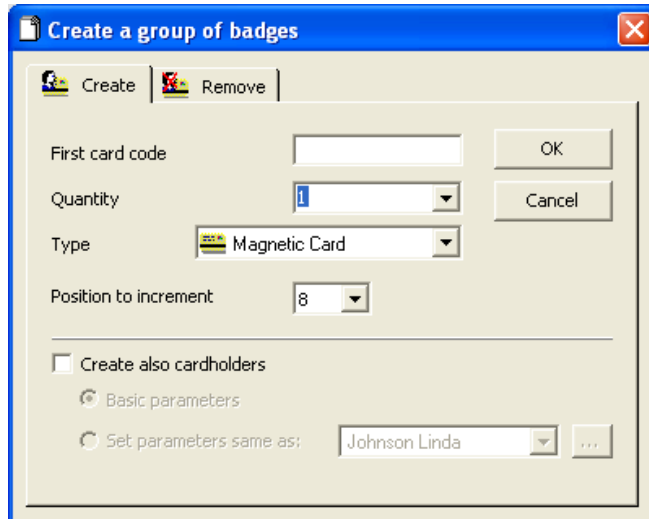 Create a group of badges
Create Remove
First card code OK
Quantity 1 Cancel
Type Magnetic Card
Position to increment 8
Create also cardholders
Basic parameters
Set parameters same as: Johnson Linda ...